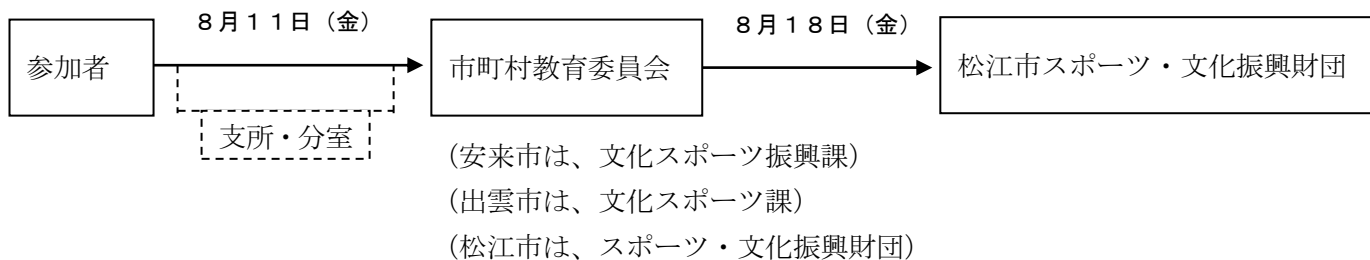 8月11日（金）
8月18日（金）
参加者
市町村教育委員会
松江市スポーツ・文化振興財団
支所・分室
（安来市は、文化スポーツ振興課）
（出雲市は、文化スポーツ課）
（松江市は、スポーツ・文化振興財団）